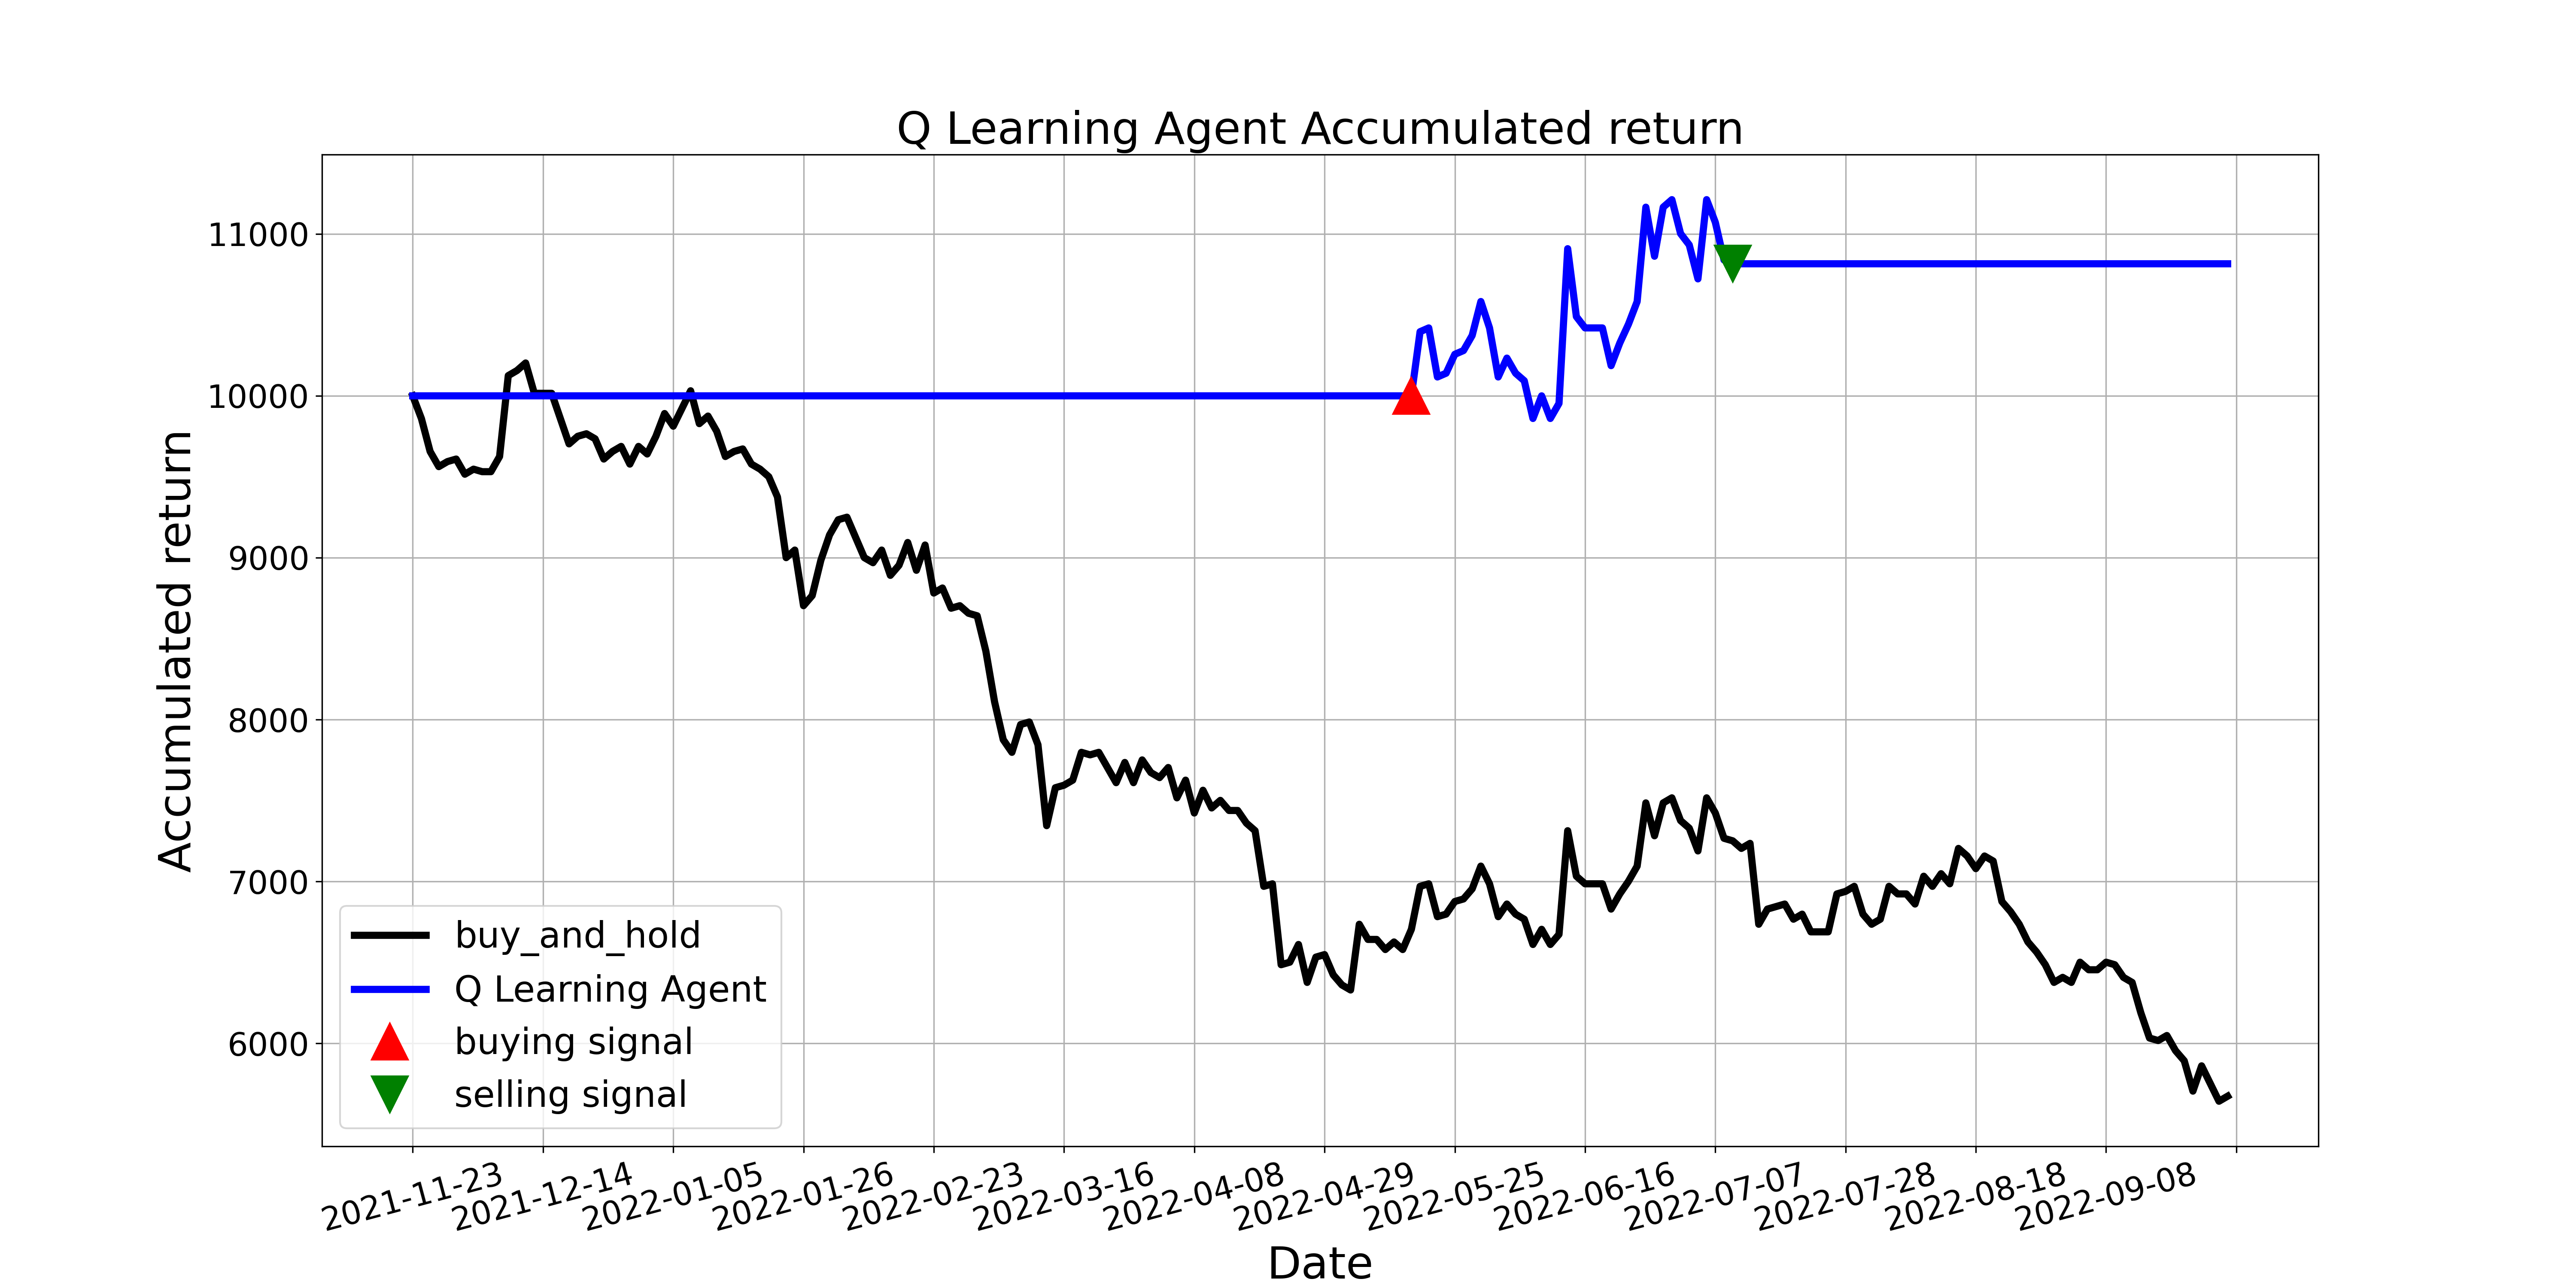 Q Learning Agent Accumulated return
Accumulated return
11000
10000
9000
8000
7000
6000
buy_and_hold
Q Learning Agent
buying signal
selling signal
2021-11-23
2021-12-14
2022-01-05
2022-01-26
2022-02-23
2022-03-16
2022-04-08
2022-04-29
2022-05-25
2022-06-16
2022-07-07
2022-07-28
2022-08-18
2022-09-08
Date